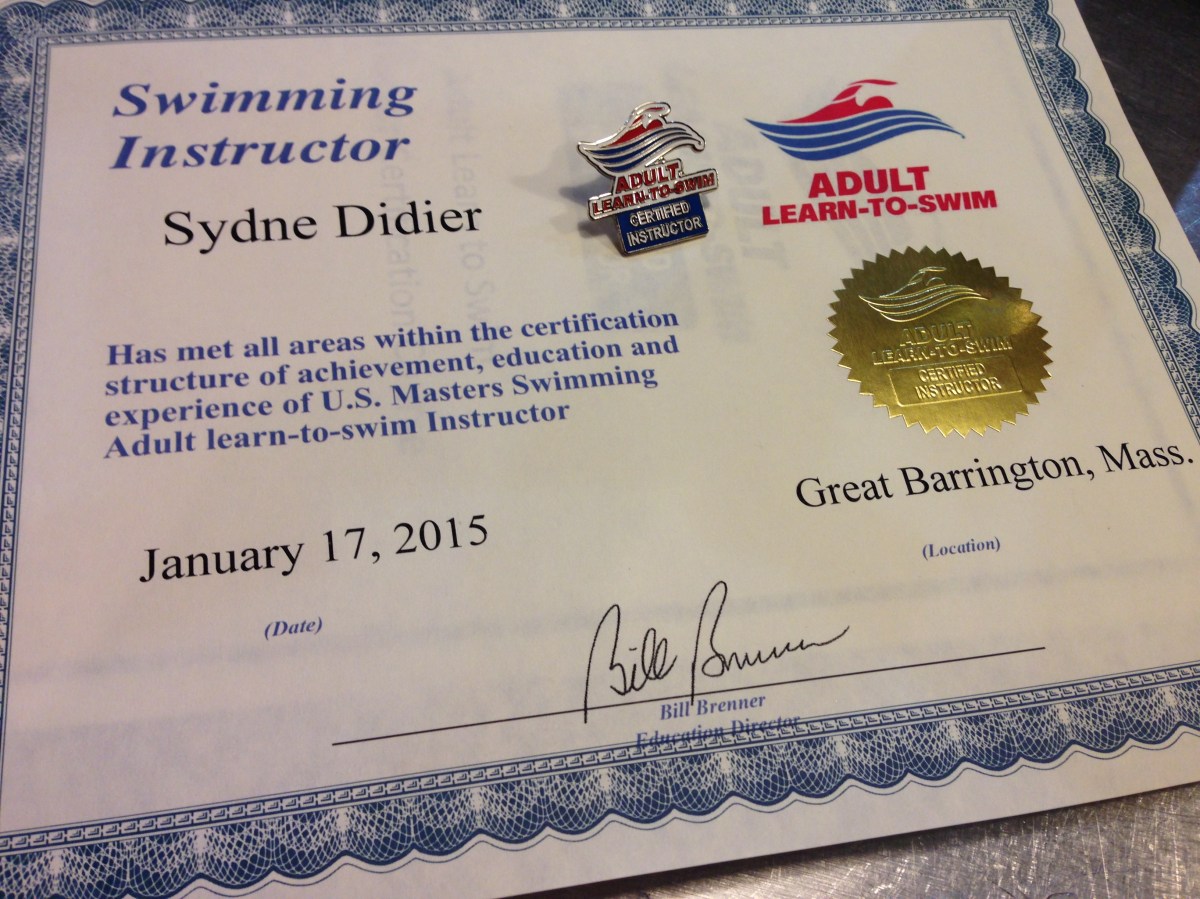 Swimming
Instructor
Sydne Didier
ADULT
LEARN-TO-SWIM
CERTIFIED
INSTRUCTOR
ADULT
LEARN-TO-SWIM
ADULT
LEARN-TO-SWIM
CERTIFIED
INSTRUCTOR
Has met all areas within the certification
structure of achievement, education and
experience of U.S. Masters Swimming
Adult learn-to-swim Instructor
January 17, 2015
(Date)
Great Barrington, Mass.
(Location)
Bill Brenner
Bill Brenner
Education Director